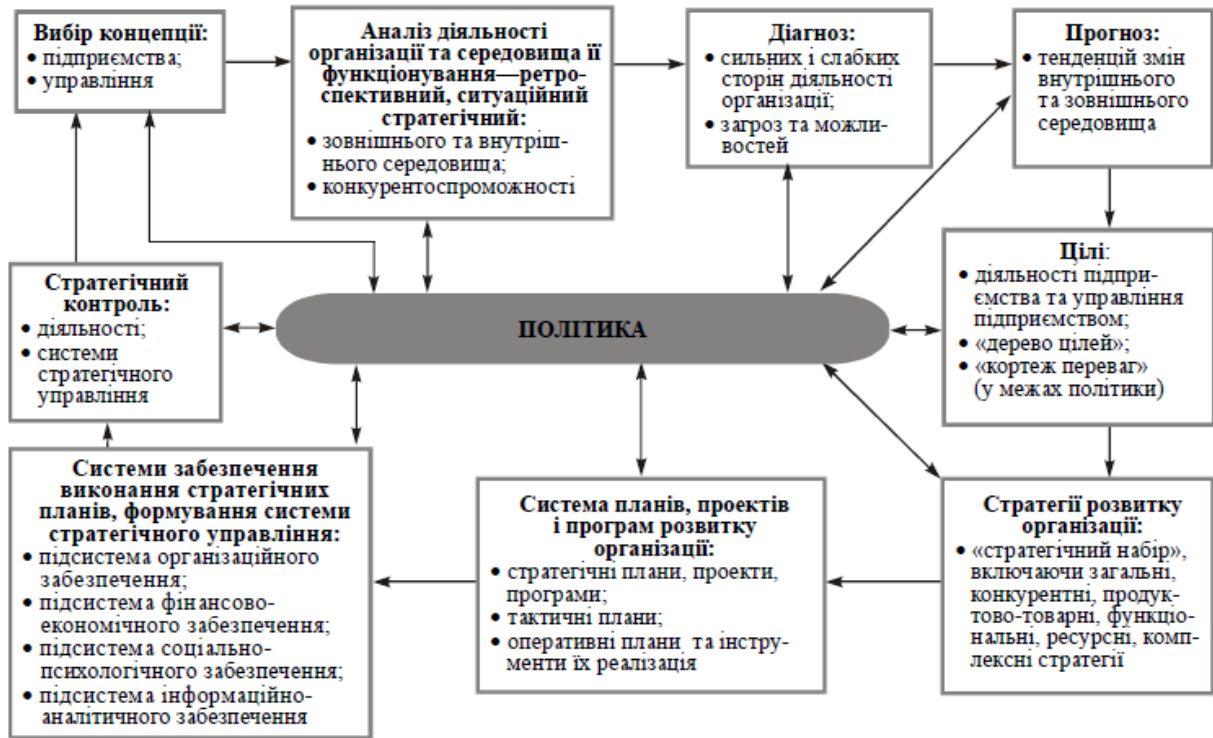 Вибір концепції:
• підприємства;
• управління
Аналіз діяльності
організації та середовища її
функціонування—ретро-
спективний, ситуаційний
стратегічний:
• зовнішнього та внутріш-
нього середовища;
• конкурентоспроможності
Діагноз:
• сильних і слабких
сторін діяльності
організації;
• загроз та можли-
востей
Прогноз:
• тенденцій змін
внутрішнього
та зовнішнього
середовища
Стратегічний
контроль:
• діяльності;
• системи
стратегічного
управління
ПОЛІТИКА
Цілі:
• діяльності підпри-
ємства та управління
підприємством;
• «дерево цілей»;
• «кортеж переваг»
(у межах політики)
Системи забезпечення
виконання стратегічних
планів, формування системи
стратегічного управління:
• підсистема організаційного
забезпечення;
• підсистема фінансово-
економічного забезпечення;
• підсистема соціально-
психологічного забезпечення;
• підсистема інформаційно-
аналітичного забезпечення
Система планів, проектів
і програм розвитку
організації:
• стратегічні плани, проекти,
програми;
• тактичні плани;
• оперативні плани та інстру-
менти їх реалізація
Стратегії розвитку
організації:
• «стратегічний набір»,
включаючи загальні,
конкурентні, продук-
тово-товарні, функціо-
нальні, ресурсні, комп-
лексні стратегії